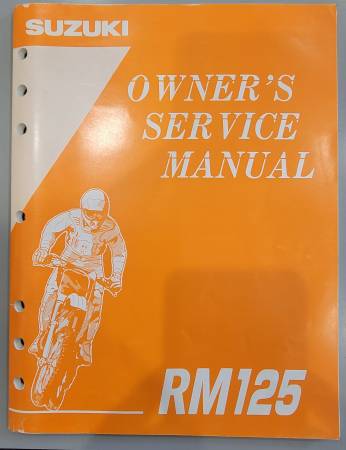 SUZUKI
OWNER'S
SERVICE
MANUAL
RM125